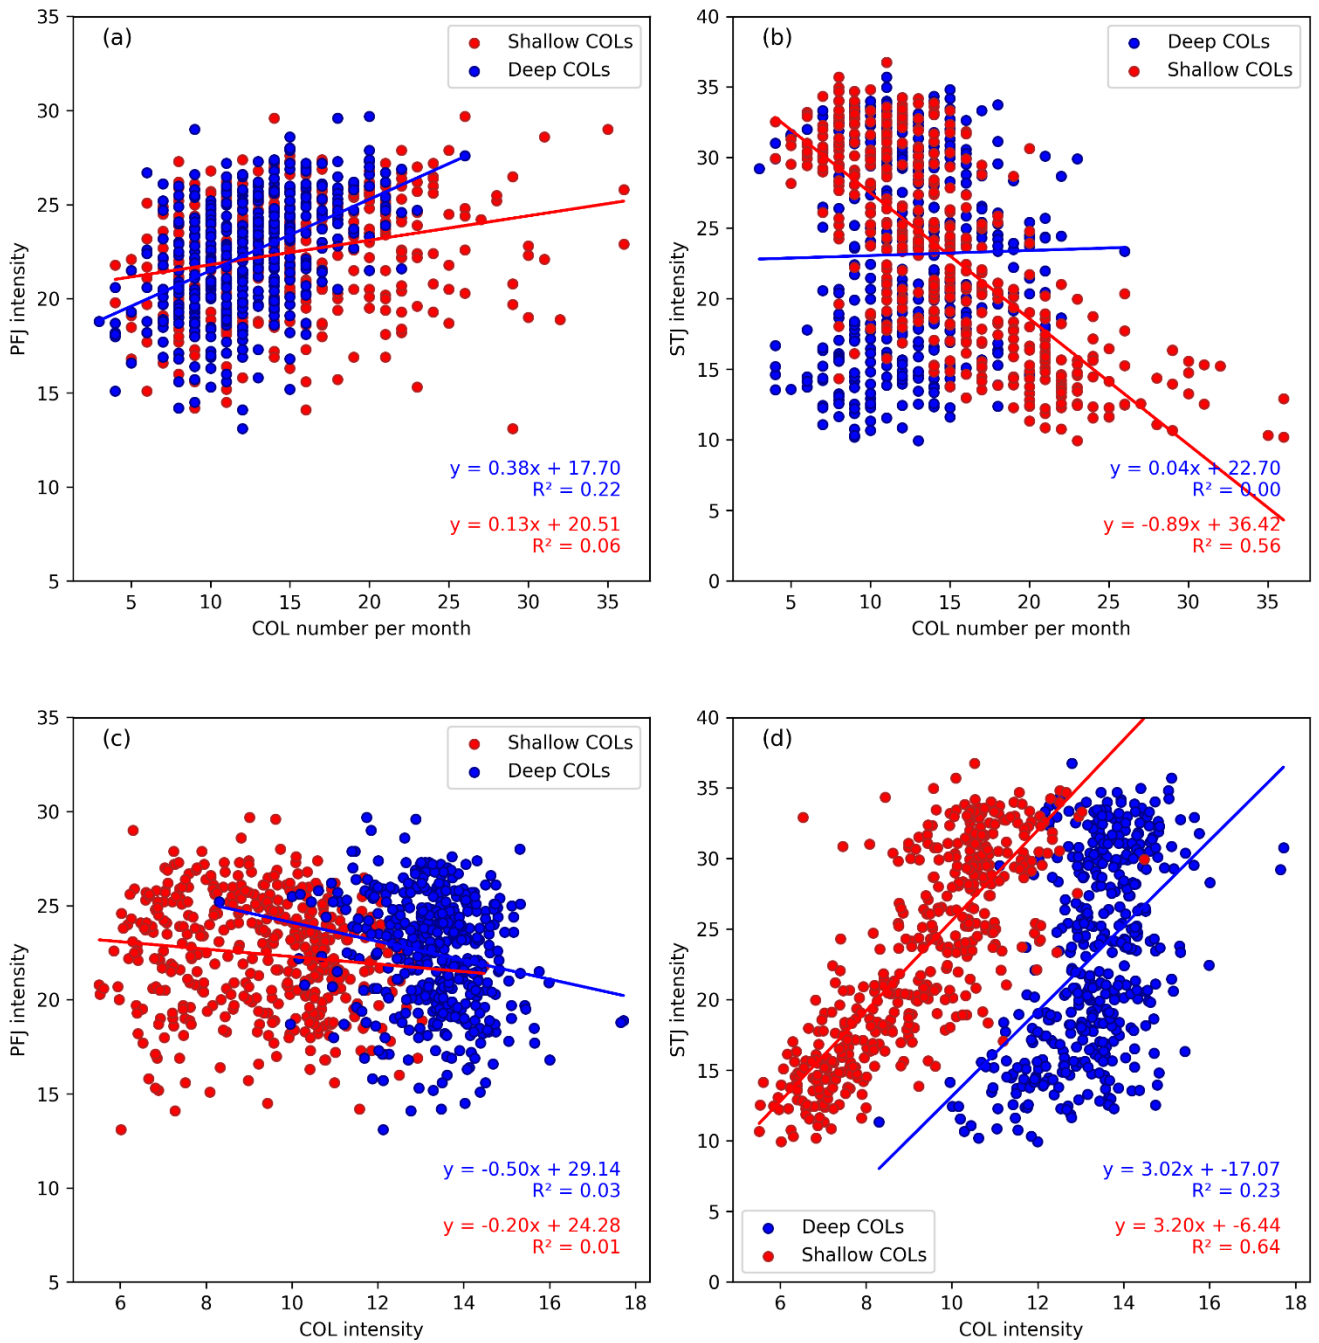 (a)
Shallow COLs
Deep COLs
35
30
25
20
15
10
5
PFJ intensity
y = 0.38x + 17.70
R² = 0.22
y = 0.13x + 20.51
R² = 0.06
5 10 15 20 25 30 35
COL number per month
(b)
Deep COLs
Shallow COLs
40
35
30
25
20
15
10
5
0
STJ intensity
y = 0.04x + 22.70
R² = 0.00
y = -0.89x + 36.42
R² = 0.56
5 10 15 20 25 30 35
COL number per month
(c)
Shallow COLs
Deep COLs
35
30
25
20
15
10
5
PFJ intensity
y = -0.50x + 29.14
R² = 0.03
y = -0.20x + 24.28
R² = 0.01
6 8 10 12 14 16 18
COL intensity
(d)
40
35
30
25
20
15
10
5
0
STJ intensity
y = 3.02x + -17.07
R² = 0.23
y = 3.20x + -6.44
R² = 0.64
Deep COLs
Shallow COLs
6 8 10 12 14 16 18
COL intensity